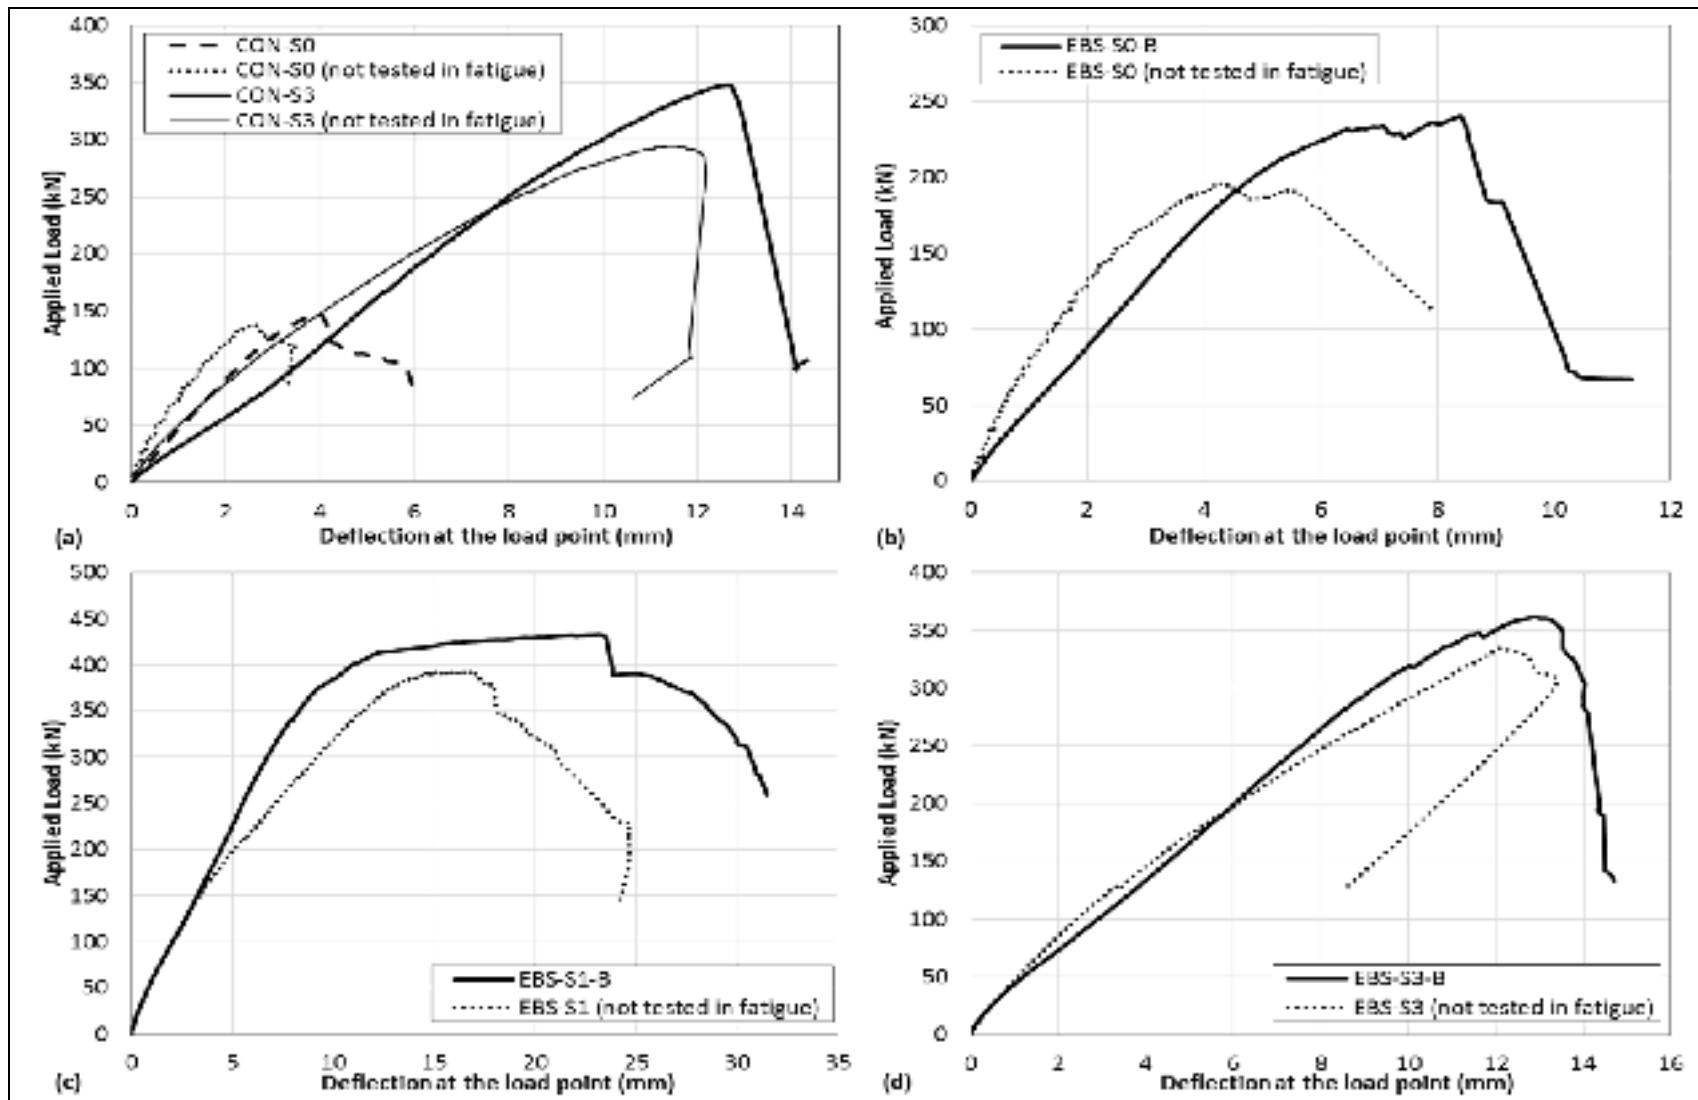 400
350
300
250
200
150
100
50
0
Applied Load (kN)
CON-S0
CON-S0 (not tested in fatigue)
CON-S3
CON-S3 (not tested in fatigue)
0 2 4 6 8 10 12 14
(a) Deflection at the load point (mm)
300
250
200
150
100
50
0
Applied Load (kN)
EBS-S0-B
EBS-S0 (not tested in fatigue)
0 2 4 6 8 10 12
(b) Deflection at the load point (mm)
500
450
400
350
300
250
200
150
100
50
0
Applied Load (kN)
EBS-S1-B
EBS-S1 (not tested in fatigue)
0 5 10 15 20 25 30 35
(c) Deflection at the load point (mm)
400
350
300
250
200
150
100
50
0
Applied Load (kN)
EBS-S3-B
EBS-S3 (not tested in fatigue)
0 2 4 6 8 10 12 14 16
(d) Deflection at the load point (mm)